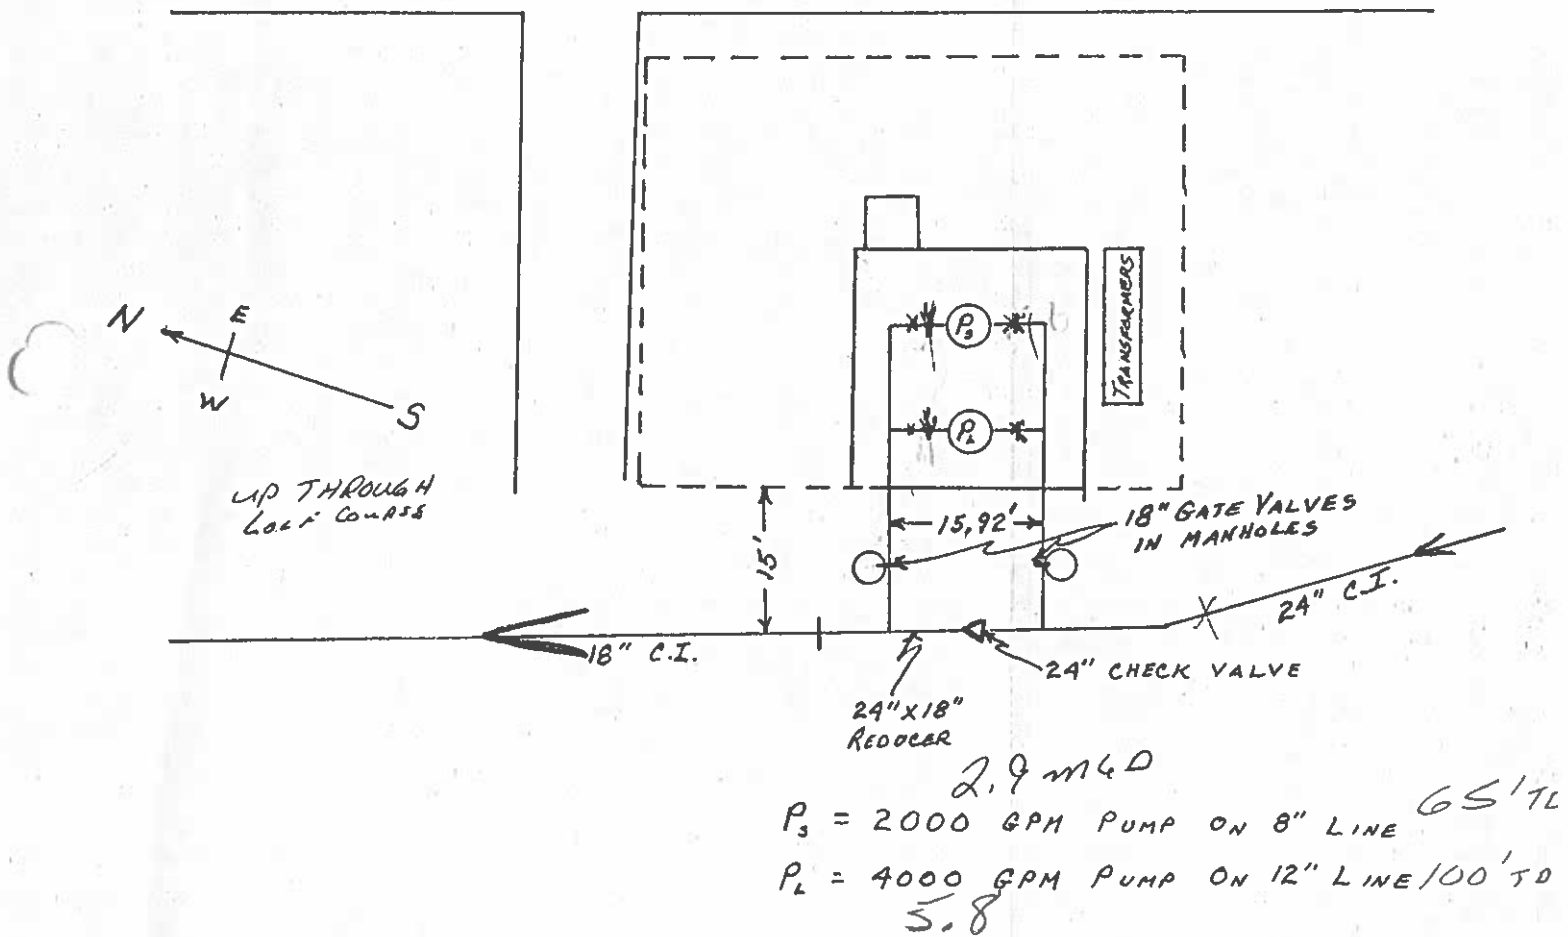 N
E
W
S
UP THROUGH
GOLF COURSE
TRANSFORMERS
Ps
PL
15'
15,92'
18" GATE VALVES
IN MANHOLES
24" C.I.
18" C.I.
24" CHECK VALVE
24"X18"
REDUCER
2.9 MGD
Ps = 2000 GPM PUMP ON 8" LINE 65'
PL = 4000 GPM PUMP ON 12" LINE 100' TD
5.8